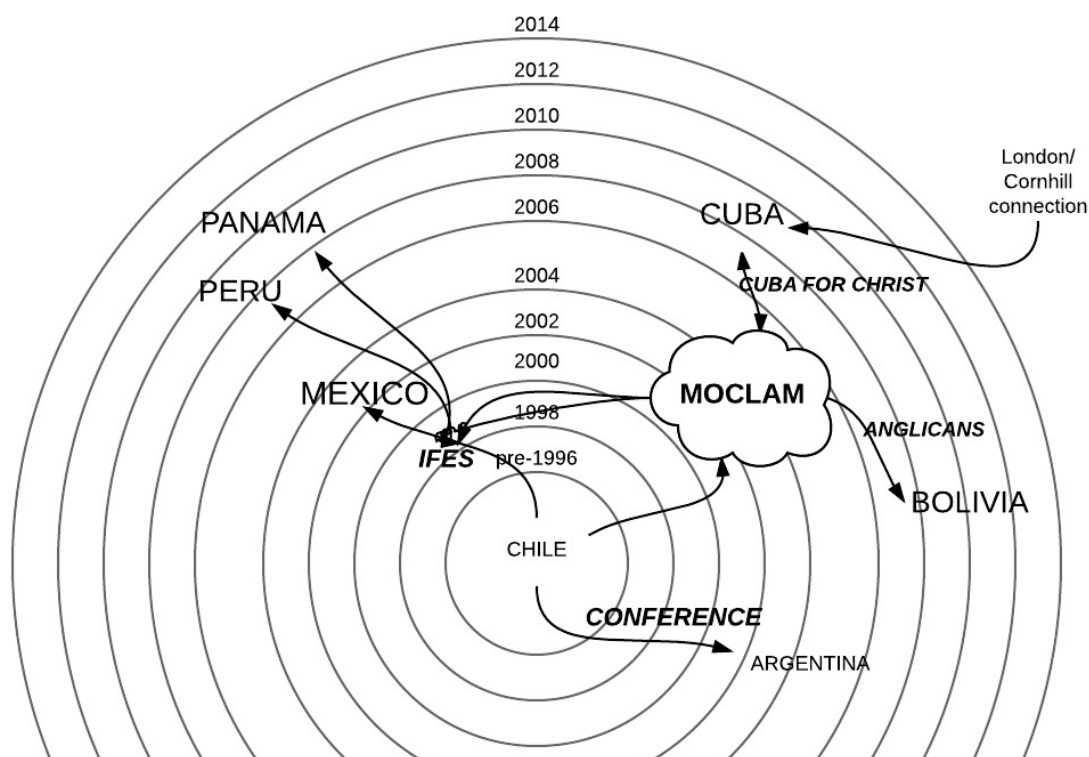 2014
2012
2010
2008
2006
2004
2002
2000
1998
pre-1996
London/
Cornhill
connection
PANAMA
CUBA
PERU
CUBA FOR CHRIST
MEXICO
MOCLAM
ANGLICANS
IFES
BOLIVIA
CHILE
CONFERENCE
ARGENTINA